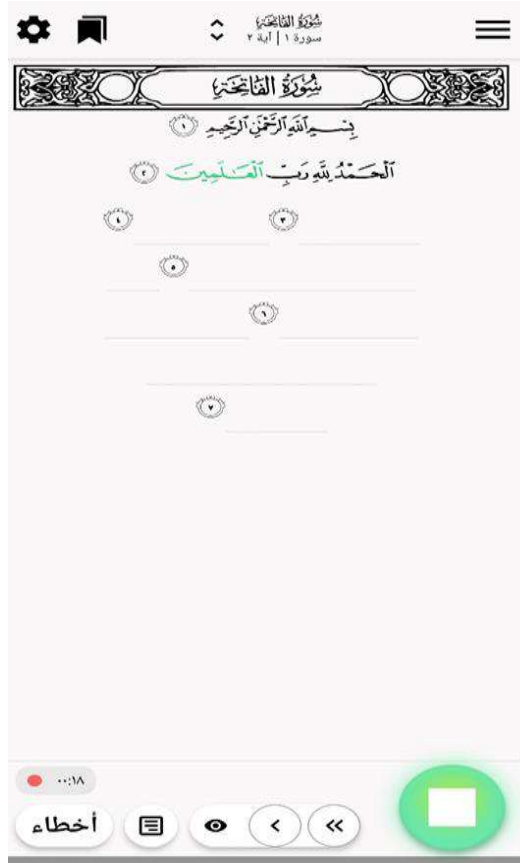 سُورَةُ الفَاتِحَةِ
سورة ١ | آية ٢
سُورَةُ الفَاتِحَةِ
بِسۡمِ ٱللَّهِ ٱلرَّحۡمَٰنِ ٱلرَّحِيمِ ١
ٱلۡحَمۡدُ لِلَّهِ رَبِّ ٱلۡعَٰلَمِينَ ٢
٣ ٤
٥
٦
٧
٠٠:١٨
أخطاء